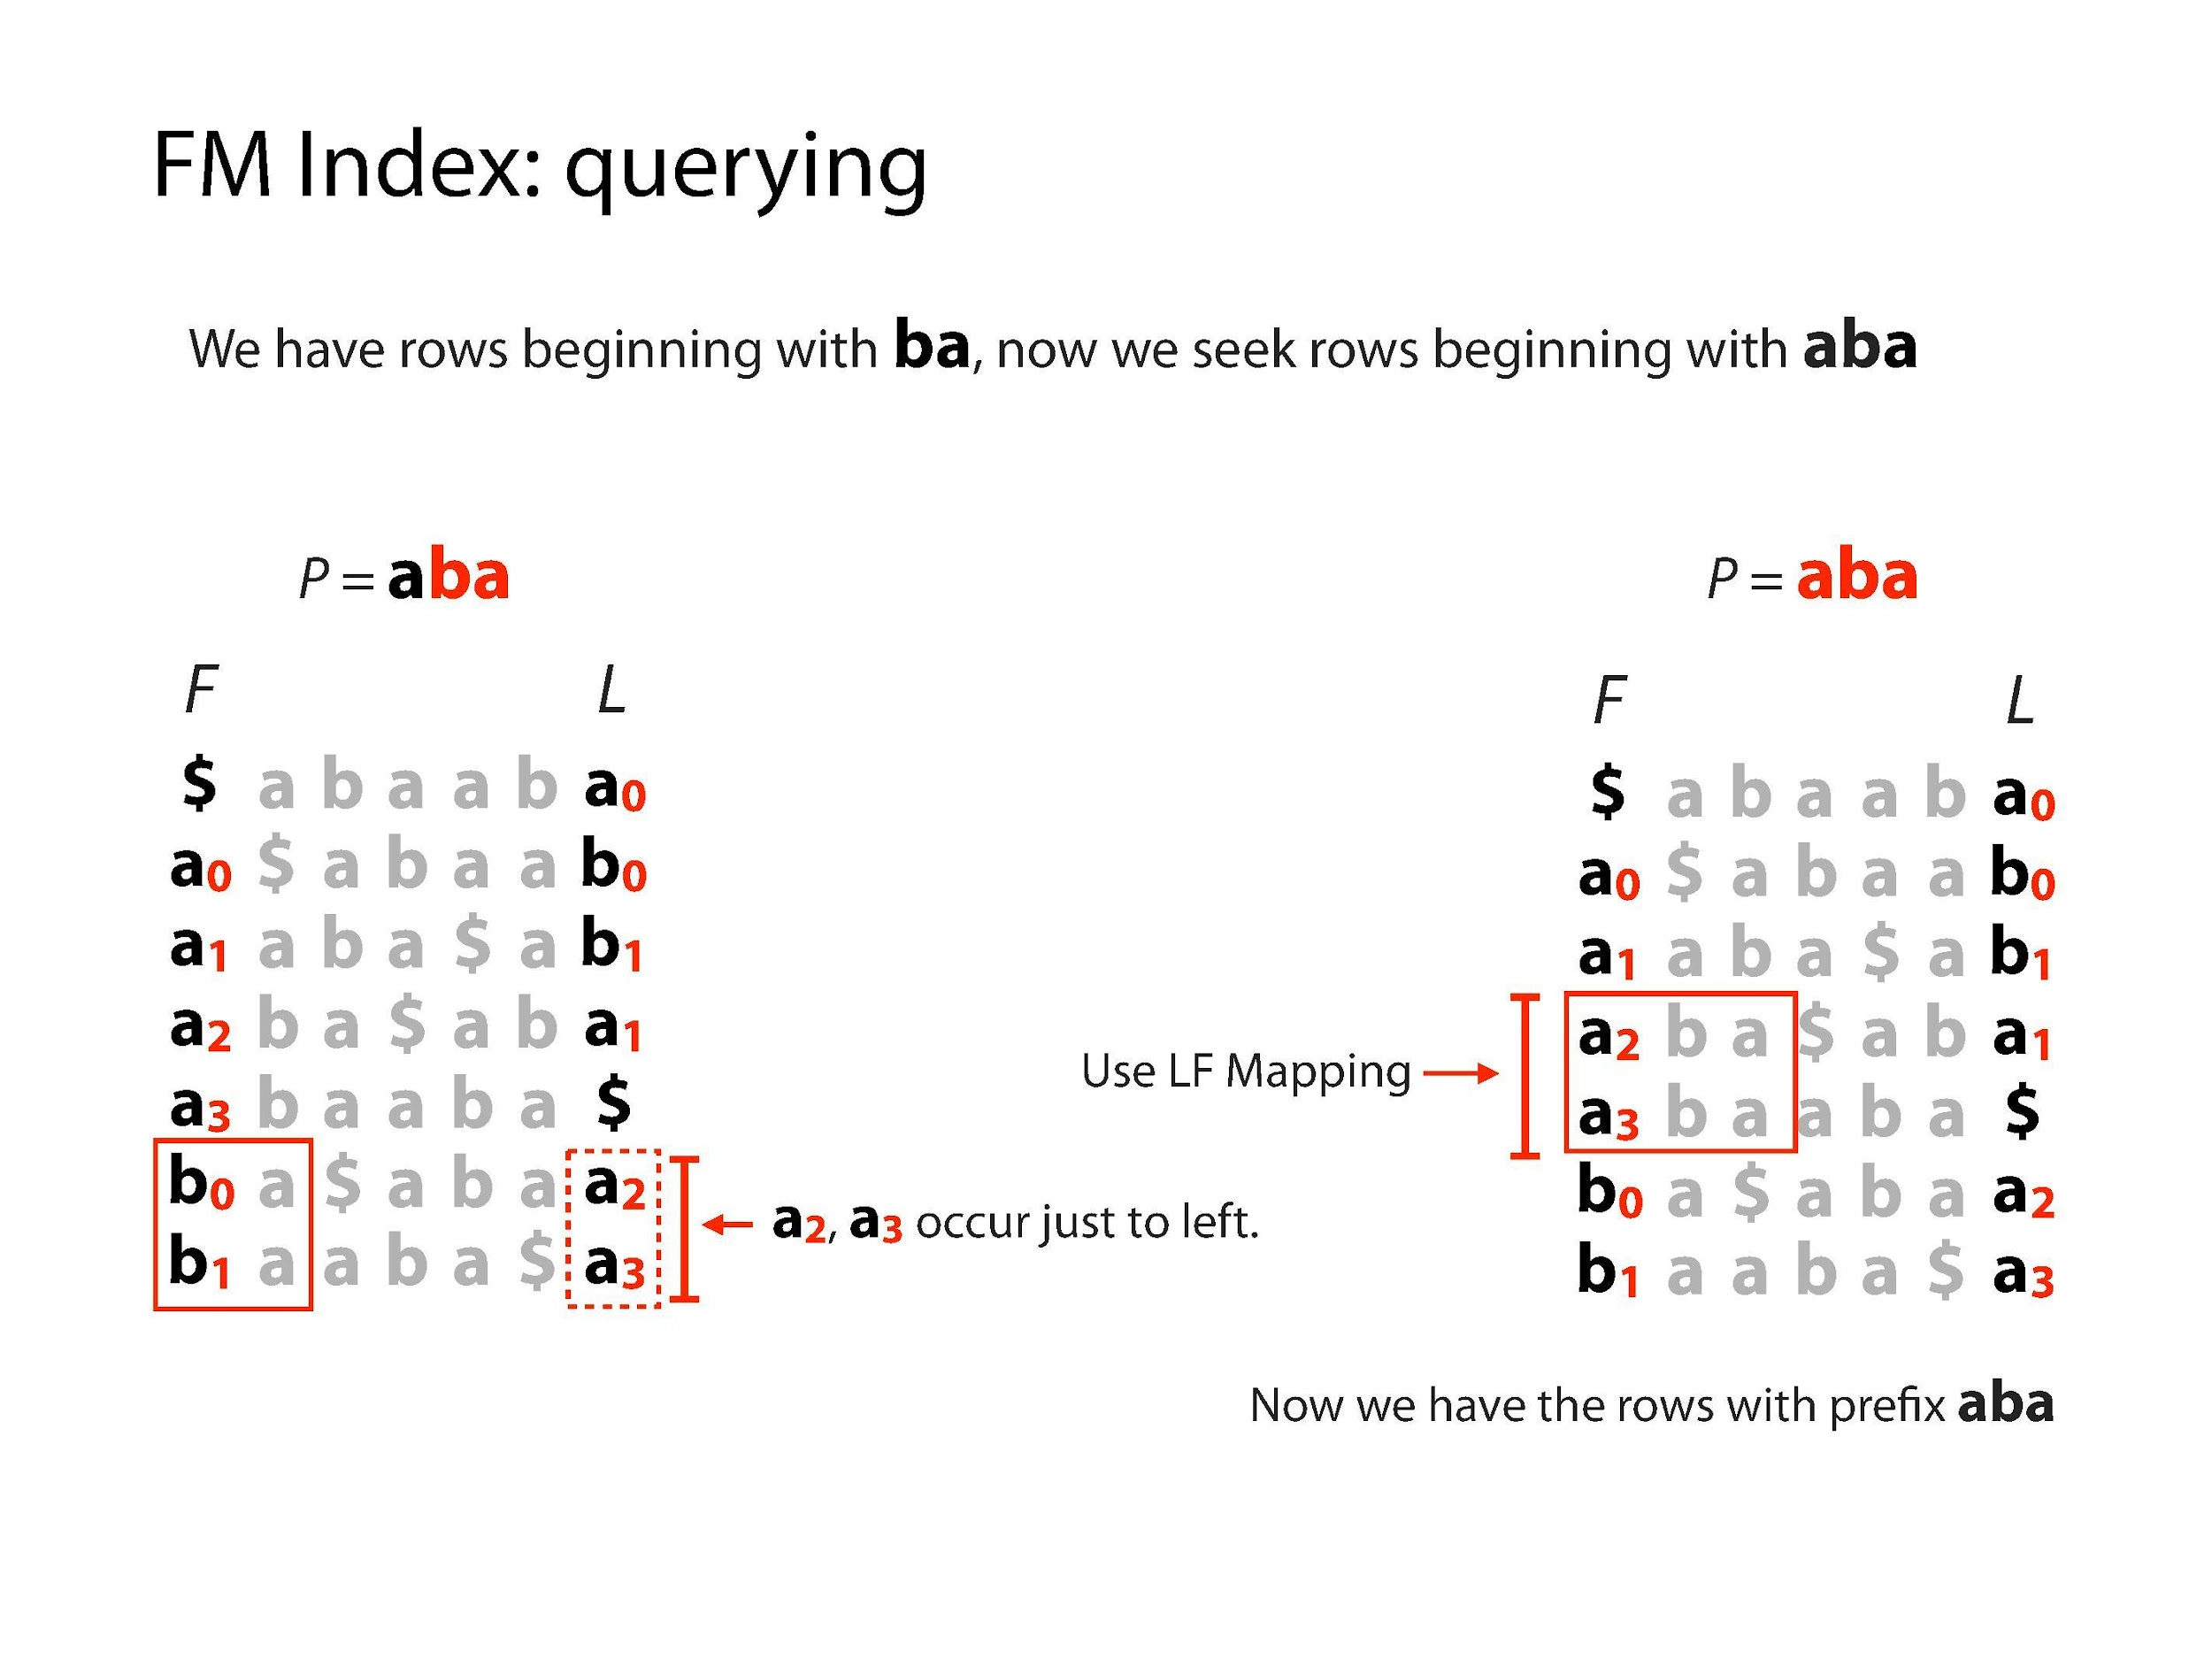 FM Index: querying
We have rows beginning with ba, now we seek rows beginning with aba
P = aba
F L
$ a b a a b a0
a0 $ a b a a b0
a1 a b a $ a b1
a2 b a $ a b a1
a3 b a a b a $
b0 a $ a b a a2
b1 a a b a $ a3
a2, a3 occur just to left.
Use LF Mapping
P = aba
F L
$ a b a a b a0
a0 $ a b a a b0
a1 a b a $ a b1
a2 b a $ a b a1
a3 b a a b a $
b0 a $ a b a a2
b1 a a b a $ a3
Now we have the rows with prefix aba